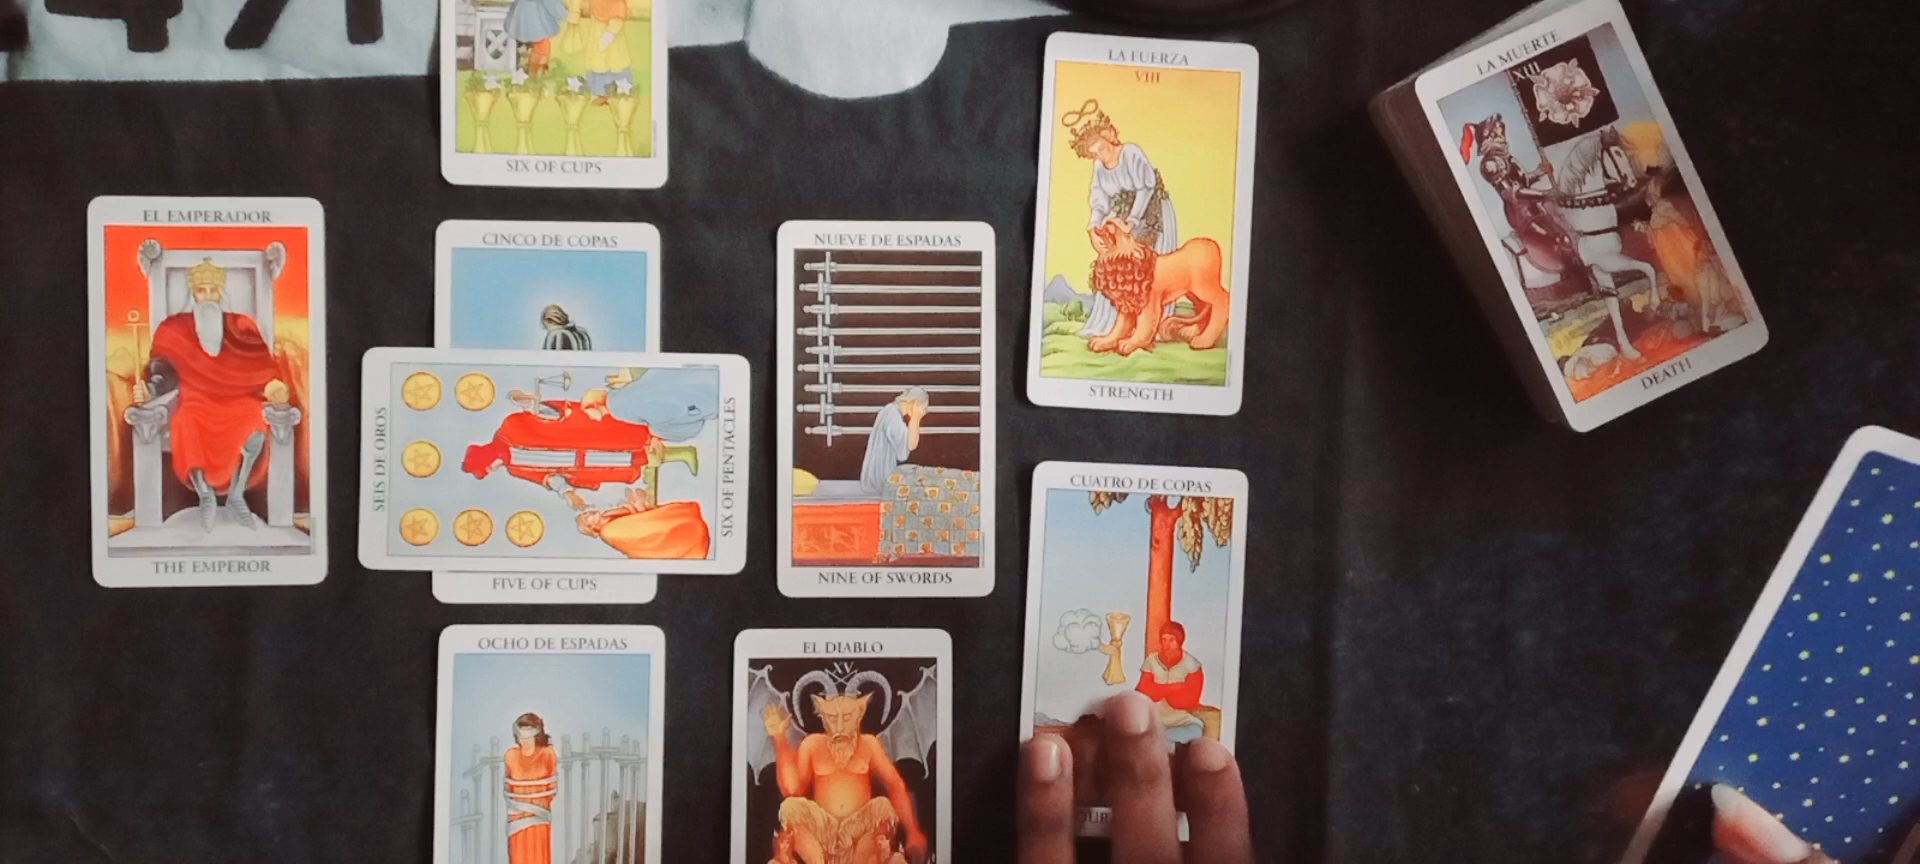 SIX OF CUPS
EL EMPERADOR
IV
THE EMPEROR
CINCO DE COPAS
SEIS DE OROS
SIX OF PENTACLES
FIVE OF CUPS
NUEVE DE ESPADAS
NINE OF SWORDS
LA FUERZA
VIII
STRENGTH
LA MUERTE
XIII
DEATH
CUATRO DE COPAS
OCHO DE ESPADAS
EL DIABLO
XV